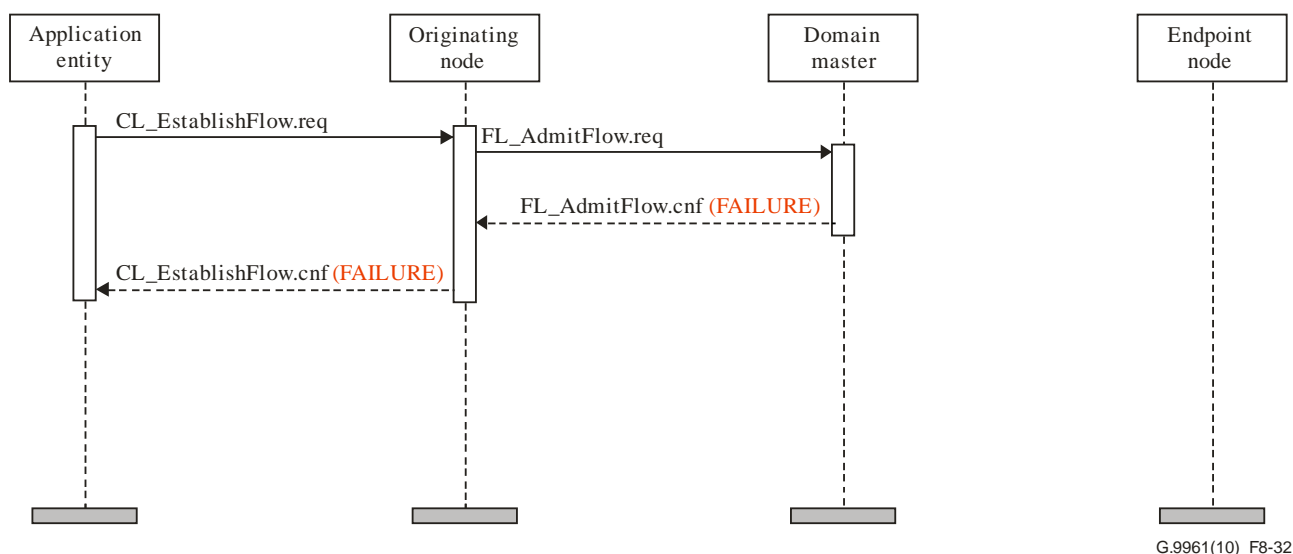 Application
entity
Originating
node
Domain
master
Endpoint
node
CL_EstablishFlow.req
FL_AdmitFlow.req
FL_AdmitFlow.cnf (FAILURE)
CL_EstablishFlow.cnf (FAILURE)
G.9961(10)_F8-32